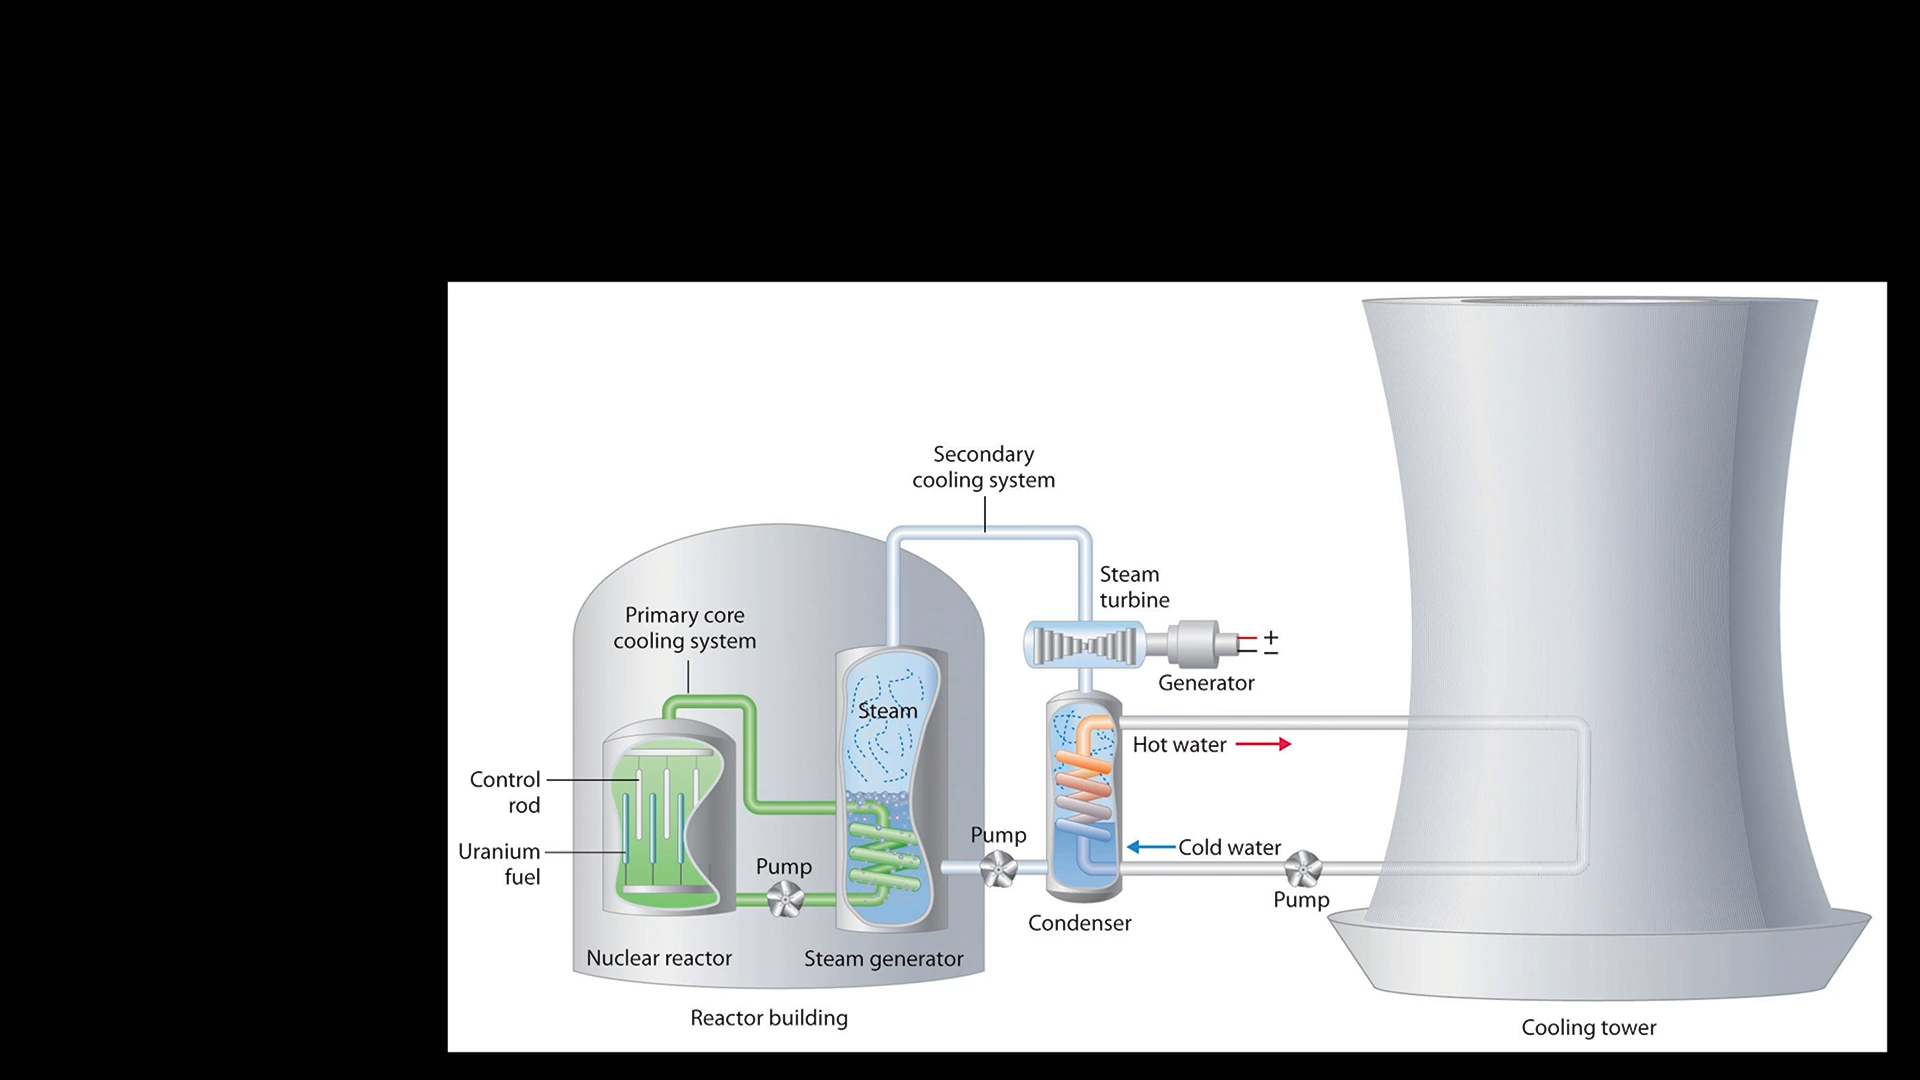 Secondary
cooling system
Steam
turbine
Primary core
cooling system
+
−
Generator
Steam
Hot water
Control
rod
Pump
Cold water
Uranium
fuel
Pump
Pump
Condenser
Nuclear reactor
Steam generator
Reactor building
Cooling tower